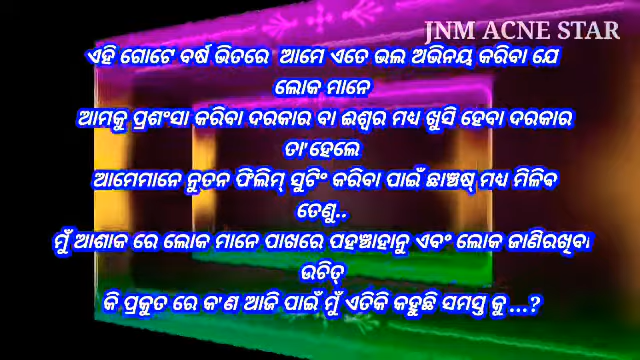 JNM ACNE STAR
ଏହି ଗୋଟେ ବର୍ଷ ଭିତରେ ଆମେ ଏତେ ଭଲ ଅଭିନୟ କରିବା ଯେ
ଲୋକ ମାନେ
ଆମକୁ ପ୍ରଶଂସା କରିବା ଦରକାର ବା ଈଶ୍ୱର ମଧ୍ୟ ଖୁସି ହେବା ଦରକାର
ତା'ହେଲେ
ଆମେମାନେ ନୁତନ ଫିଲିମ୍ ସୁଟିଂ କରିବା ପାଇଁ ଛାଞ୍ଚଷ୍ ମଧ୍ୟ ମିଳିବ
ତେଣୁ..
ମୁଁ ଆଶାକ ରେ ଲୋକ ମାନେ ପାଖରେ ପହଞ୍ଚାହାନ୍ତୁ ଏବଂ ଲୋକ ଜାଣିରଖିବା
ଉଚିତ୍
କି ପ୍ରକୃତ ରେ କ'ଣ ଆଜି ପାଇଁ ମୁଁ ଏତିକି କହୁଛି ସମସ୍ତ କୁ ...?